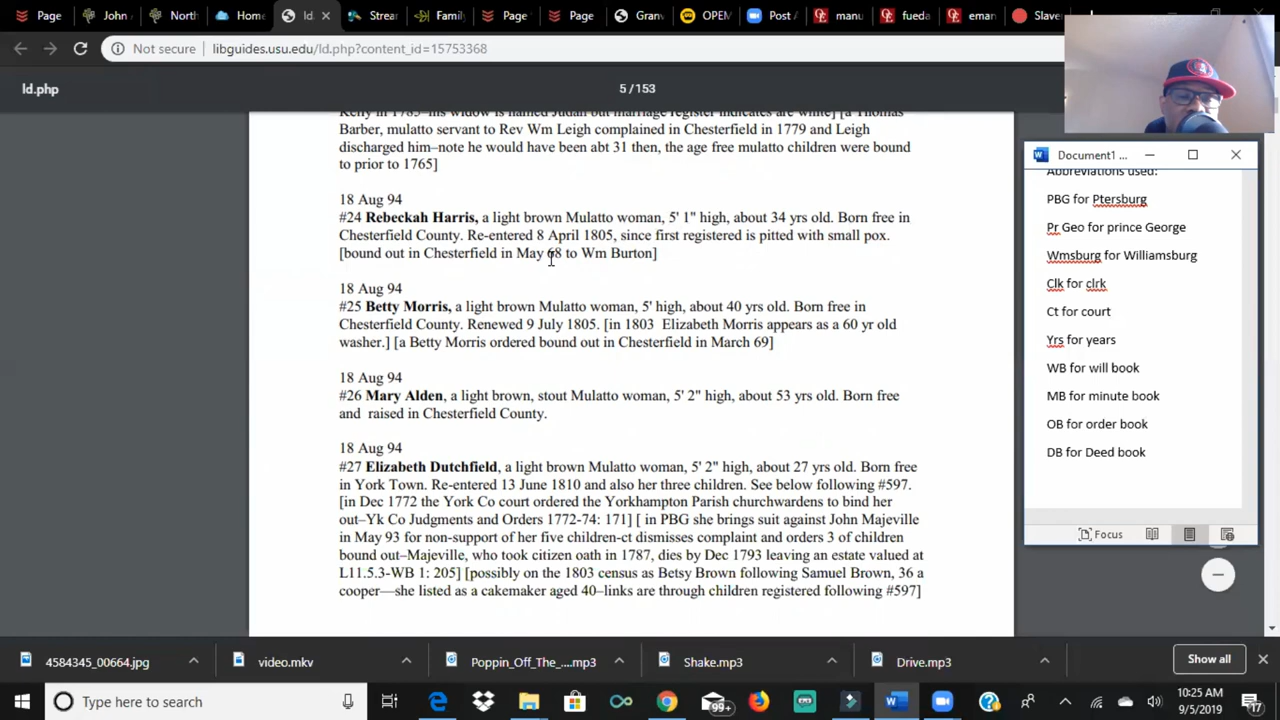 Page
John
North
Home
ld.
Strea
Famil
Page
Page
Gran
OPEM
Post
manu
fueda
eman
Slave
Not secure
libguides.usu.edu/ld.php?content_id=15753368
ld.php
5 / 153
Barber, mulatto servant to Rev Wm Leigh complained in Chesterfield in 1779 and Leigh
discharged him–note he would have been abt 31 then, the age free mulatto children were bound
to prior to 1765]
18 Aug 94
#24 Rebeckah Harris, a light brown Mulatto woman, 5' 1" high, about 34 yrs old. Born free in
Chesterfield County. Re-entered 8 April 1805, since first registered is pitted with small pox.
[bound out in Chesterfield in May 68 to Wm Burton]
18 Aug 94
#25 Betty Morris, a light brown Mulatto woman, 5' high, about 40 yrs old. Born free in
Chesterfield County. Renewed 9 July 1805. [in 1803 Elizabeth Morris appears as a 60 yr old
washer.] [a Betty Morris ordered bound out in Chesterfield in March 69]
18 Aug 94
#26 Mary Alden, a light brown, stout Mulatto woman, 5' 2" high, about 53 yrs old. Born free
and raised in Chesterfield County.
18 Aug 94
#27 Elizabeth Dutchfield, a light brown Mulatto woman, 5' 2" high, about 27 yrs old. Born free
in York Town. Re-entered 13 June 1810 and also her three children. See below following #597.
[in Dec 1772 the York Co court ordered the Yorkhampton Parish churchwardens to bind her
out–Yk Co Judgments and Orders 1772-74: 171] [ in PBG she brings suit against John Majeville
in May 93 for non-support of her five children-ct dismisses complaint and orders 3 of children
bound out–Majeville, who took citizen oath in 1787, dies by Dec 1793 leaving an estate valued at
L11.5.3-WB 1: 205] [possibly on the 1803 census as Betsy Brown following Samuel Brown, 36 a
cooper—she listed as a cakemaker aged 40–links are through children registered following #597]
Document1 ...
Abbreviations used:
PBG for Ptersburg
Pr Geo for prince George
Wmsburg for Williamsburg
Clk for clrk
Ct for court
Yrs for years
WB for will book
MB for minute book
OB for order book
DB for Deed book
Focus
4584345_00664.jpg
video.mkv
Poppin_Off_The_....mp3
Shake.mp3
Drive.mp3
Show all
Type here to search
99+
10:25 AM
9/5/2019
17